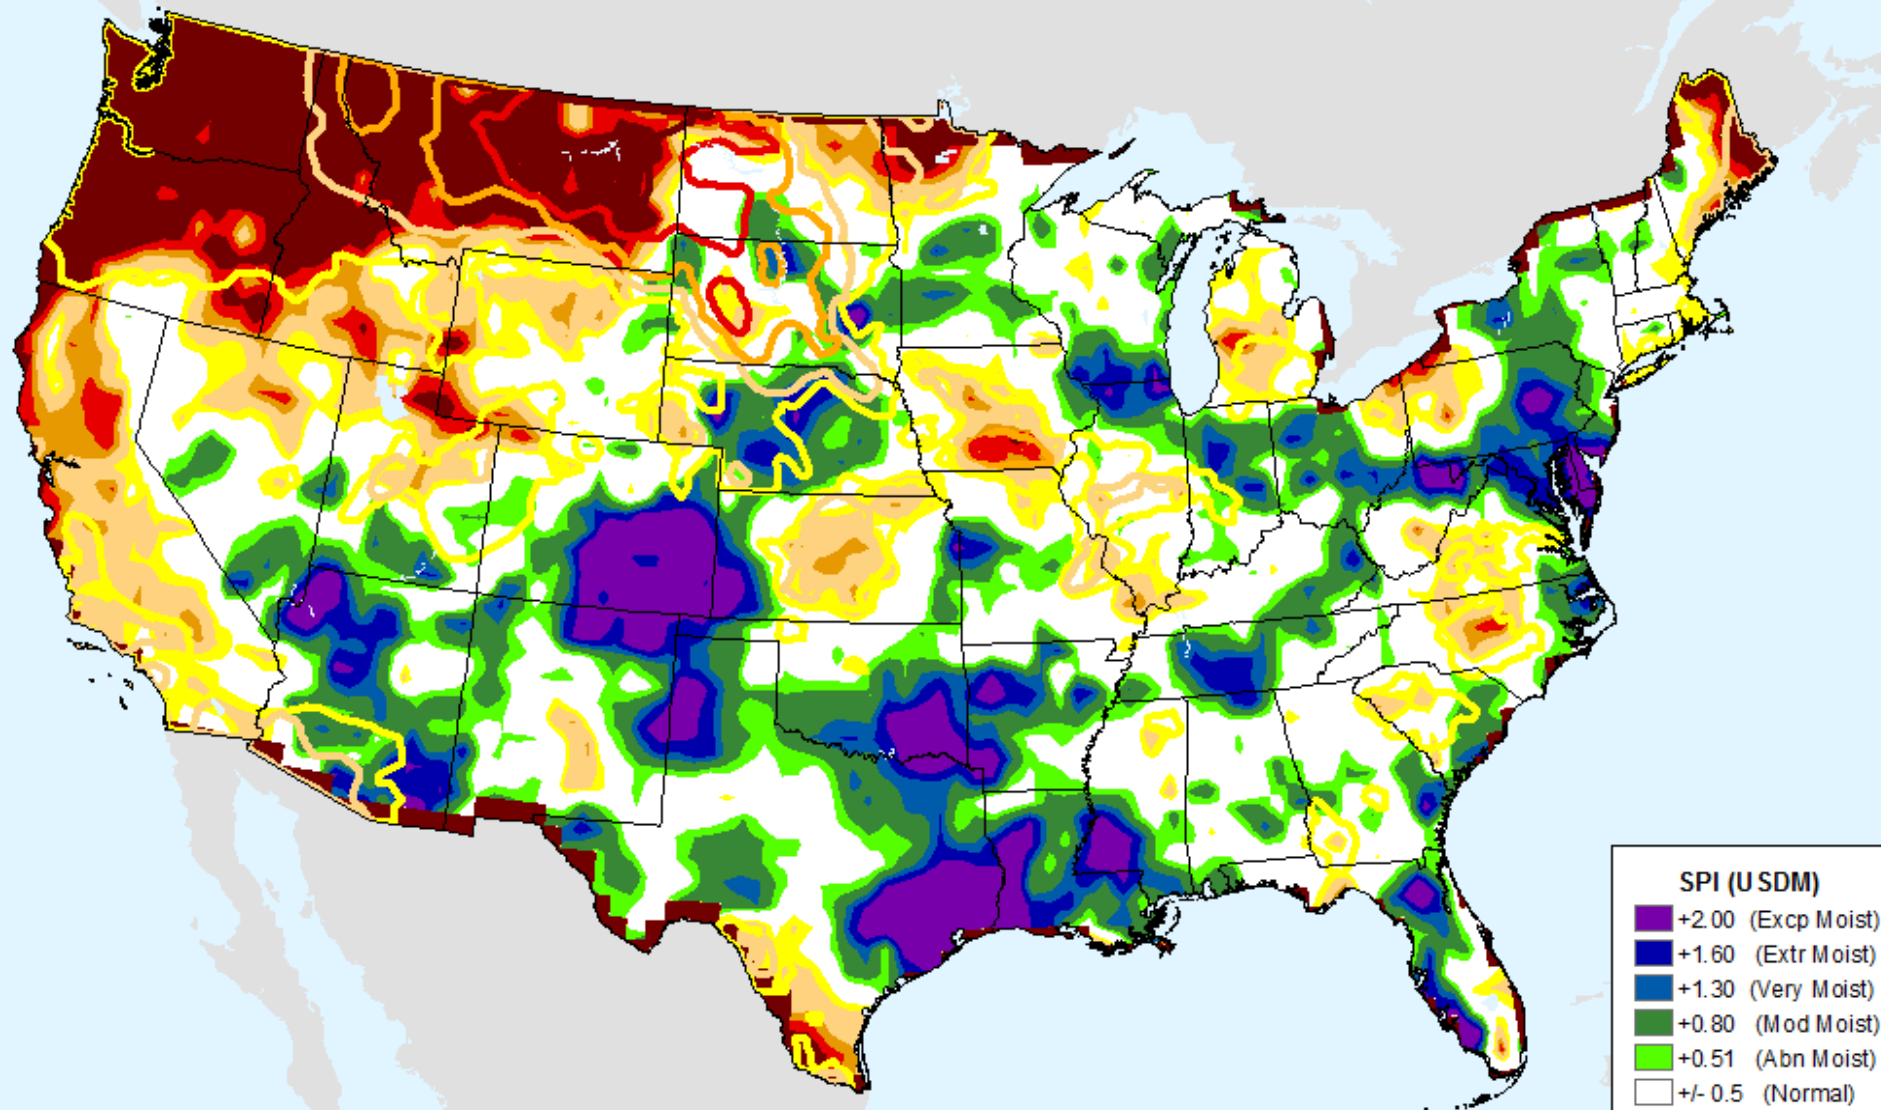 SPI (USDM)
+2.00 (Excp Moist)
+1.60 (Extr Moist)
+1.30 (Very Moist)
+0.80 (Mod Moist)
+0.51 (Abn Moist)
+/- 0.5 (Normal)